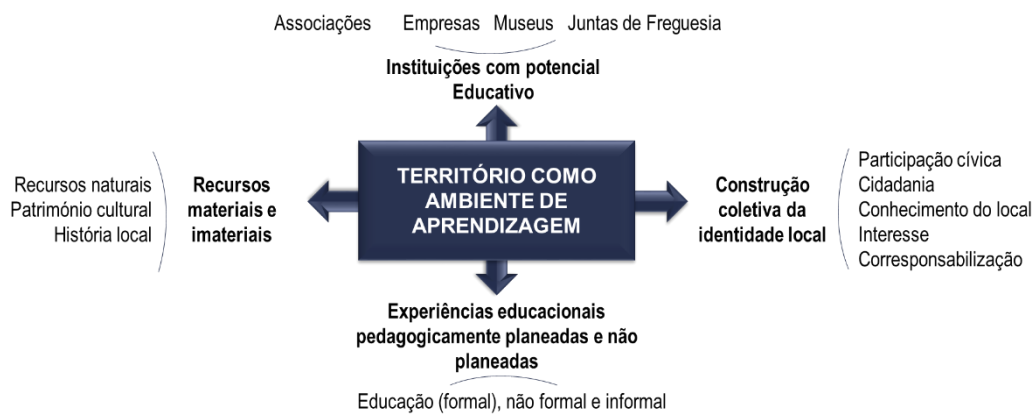 Associações Empresas Museus Juntas de Freguesia
Instituições com potencial
Educativo
Recursos naturais
Património cultural
História local
Recursos
materiais e
imateriais
TERRITÓRIO COMO
AMBIENTE DE
APRENDIZAGEM
Construção
coletiva da
identidade local
Participação cívica
Cidadania
Conhecimento do local
Interesse
Corresponsabilização
Experiências educacionais
pedagogicamente planeadas e não
planeadas
Educação (formal), não formal e informal